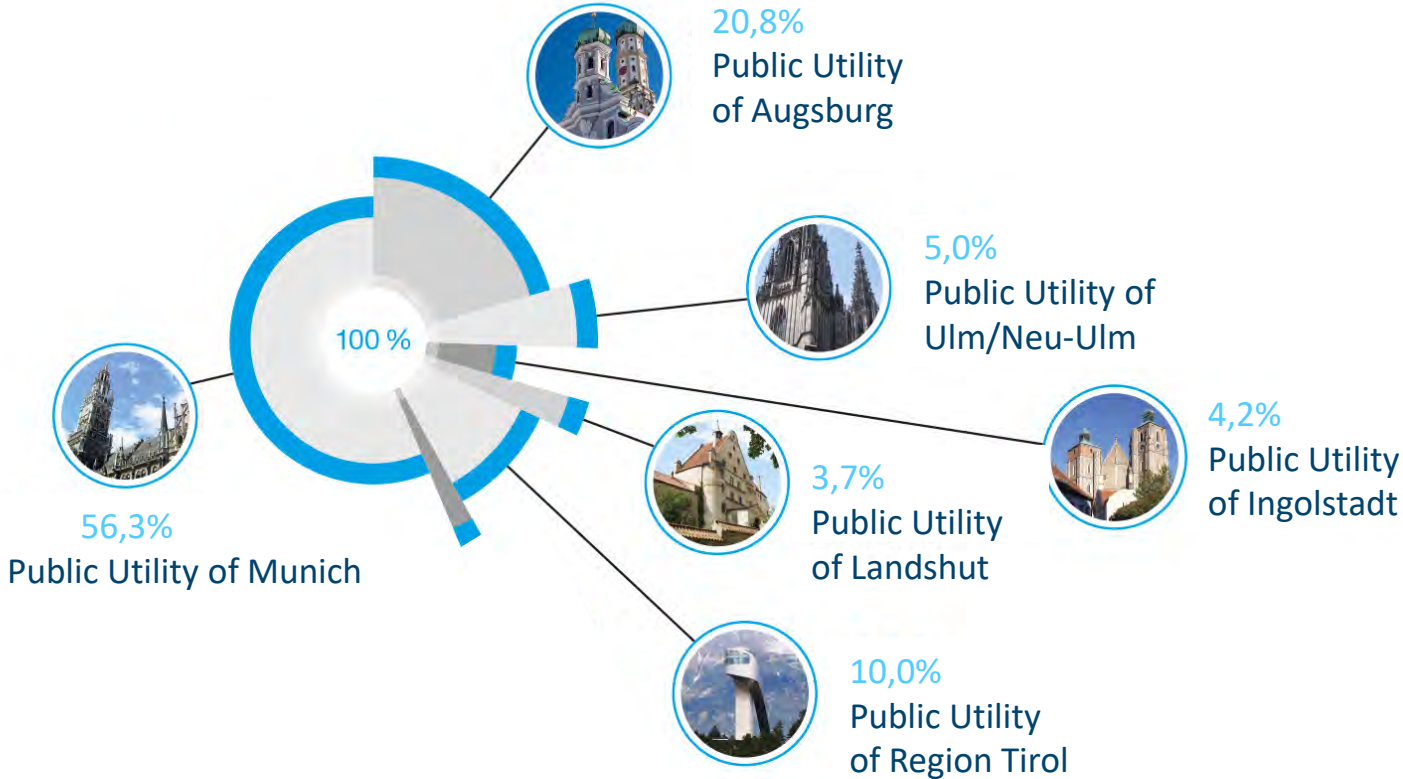 20,8%
Public Utility
of Augsburg
5,0%
Public Utility of
Ulm/Neu-Ulm
100 %
4,2%
Public Utility
of Ingolstadt
3,7%
Public Utility
of Landshut
56,3%
Public Utility of Munich
10,0%
Public Utility
of Region Tirol